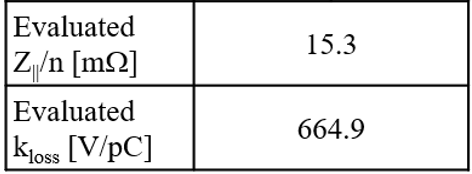 Evaluated
Z||/n [mΩ]
15.3
Evaluated
kloss [V/pC]
664.9